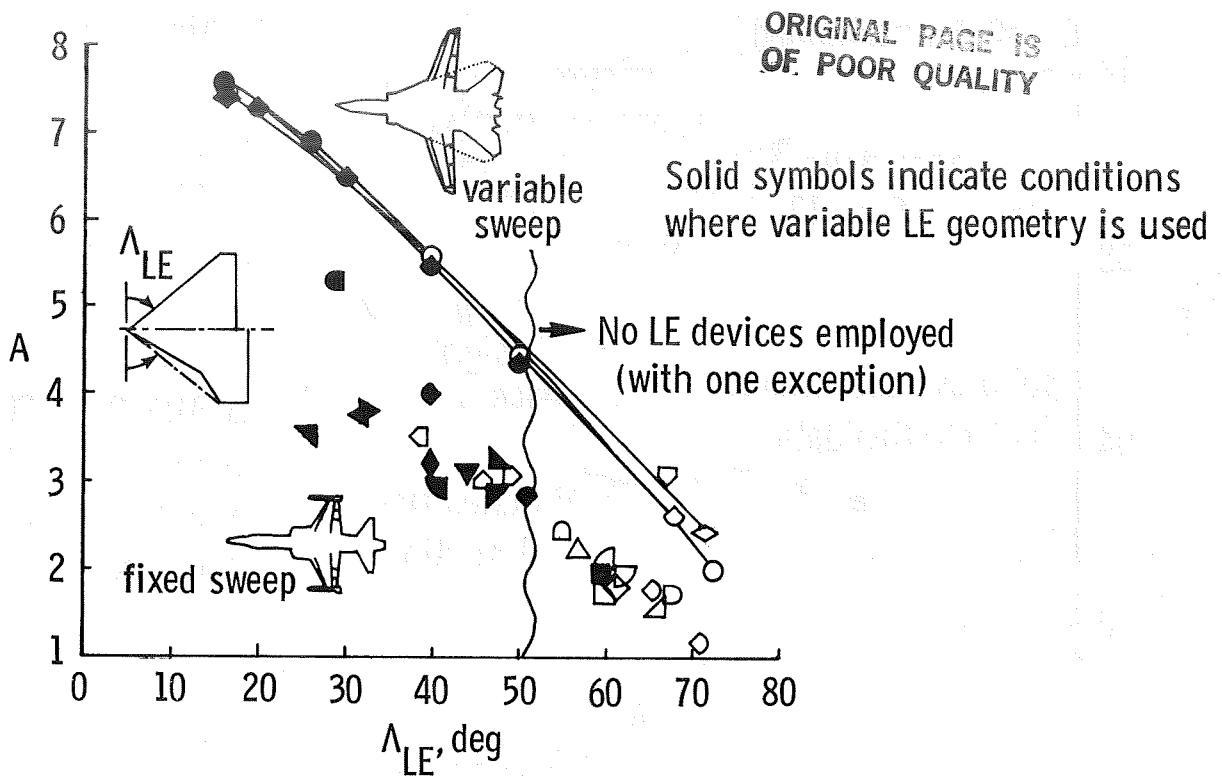 ORIGINAL PAGE IS
OF POOR QUALITY
8
7
6
5
4
3
2
1
A
Λ_LE
variable
sweep
Solid symbols indicate conditions
where variable LE geometry is used
No LE devices employed
(with one exception)
fixed sweep
0 10 20 30 40 50 60 70 80
Λ_LE, deg